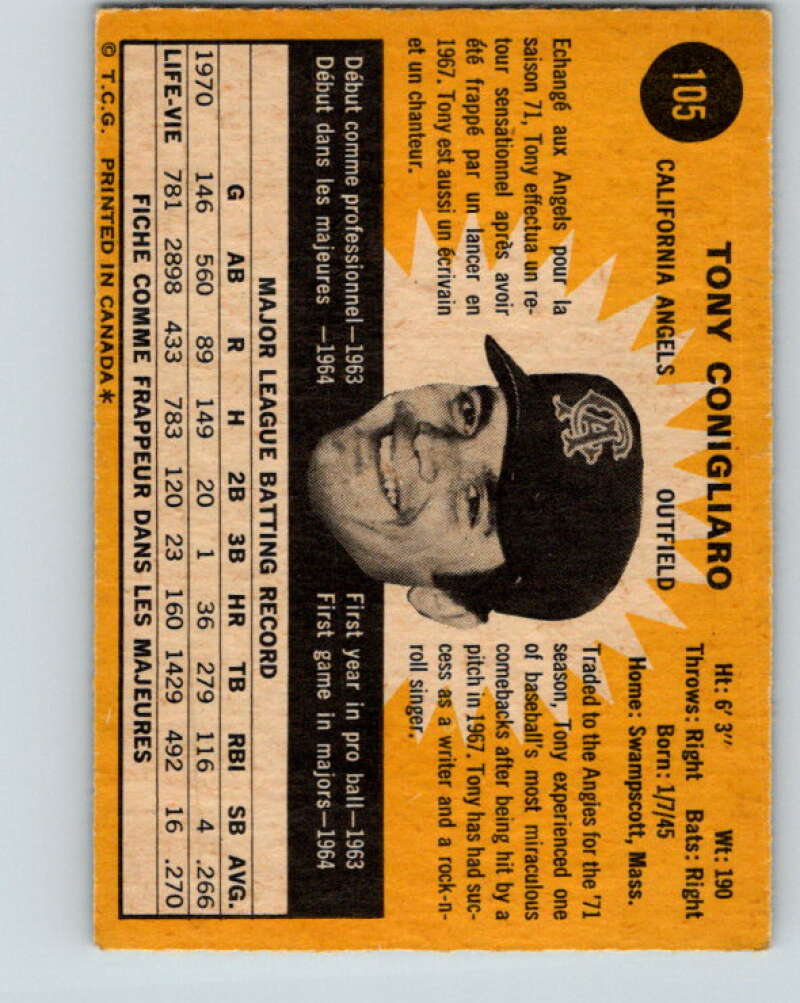 105
TONY CONIGLIARO
CALIFORNIA ANGELS OUTFIELD
Ht: 6' 3" Wt: 190
Throws: Right Bats: Right
Born: 1/7/45
Home: Swampscott, Mass.
Echangé aux Angels pour la
saison 71, Tony effectua un re-
tour sensationnel après avoir
été frappé par un lancer en
1967. Tony est aussi un écrivain
et un chanteur.
CA
Traded to the Angies for the '71
season, Tony experienced one
of baseball's most miraculous
comebacks after being hit by a
pitch in 1967. Tony has had suc-
cess as a writer and a rock-n-
roll singer.
Début comme professionnel—1963
Début dans les majeures —1964
First year in pro ball—1963
First game in majors—1964
MAJOR LEAGUE BATTING RECORD
G AB R H 2B 3B HR TB RBI SB AVG.
1970 146 560 89 149 20 1 36 279 116 4 .266
LIFE-VIE 781 2898 433 783 120 23 160 1429 492 16 .270
FICHE COMME FRAPPEUR DANS LES MAJEURES
© T.C.G. PRINTED IN CANADA*